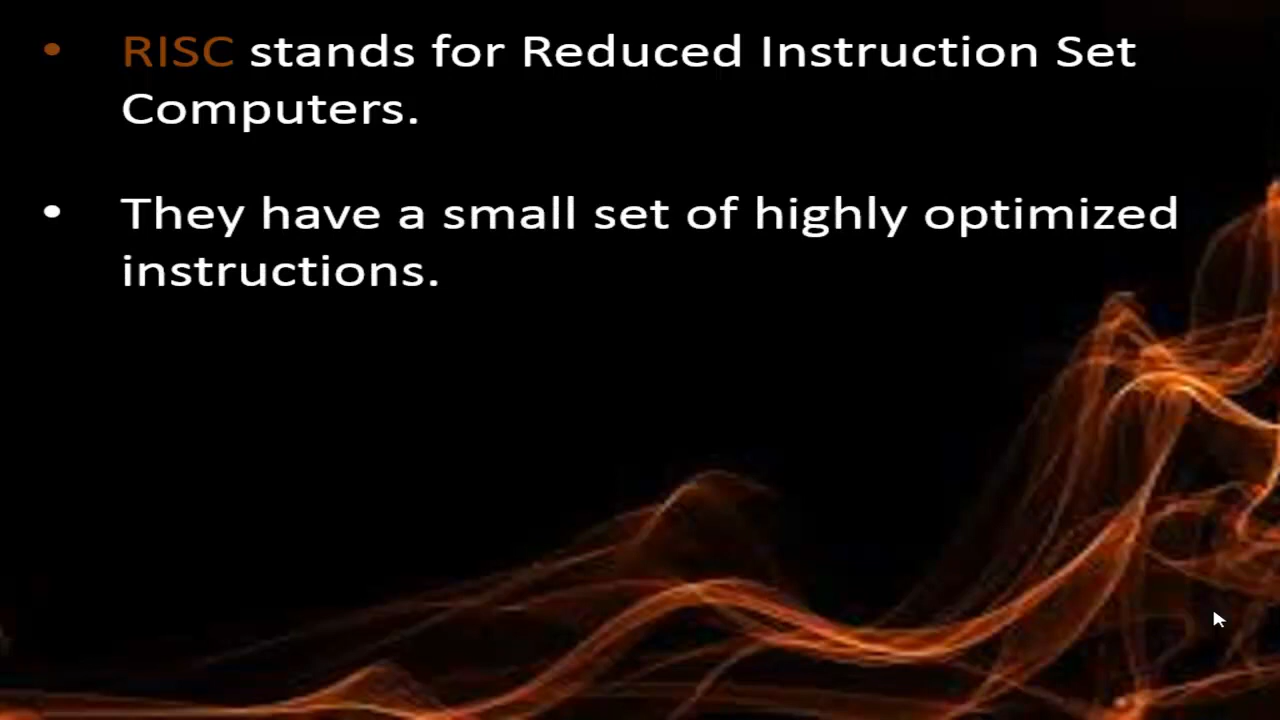 • RISC stands for Reduced Instruction Set
Computers.
• They have a small set of highly optimized
instructions.